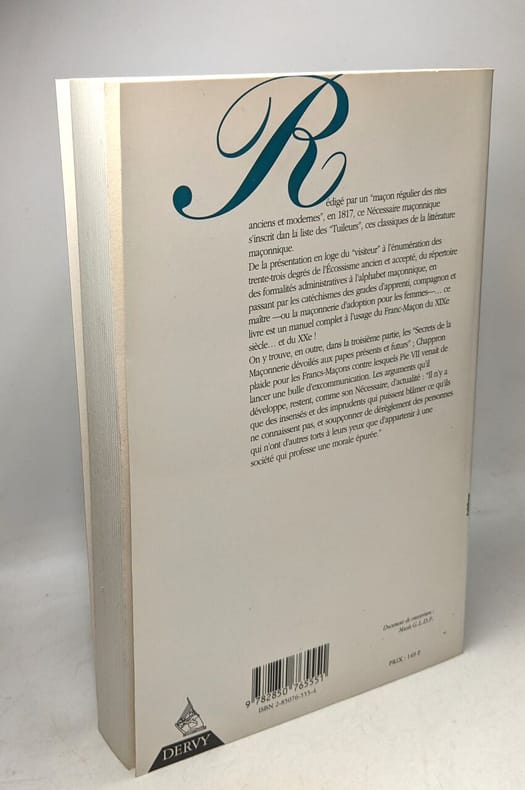 Rédigé par un "maçon régulier des rites
anciens et modernes", en 1817, ce Nécessaire maçonnique
s'inscrit dan la liste des "Tuileurs", ces classiques de la littérature
maçonnique.
De la présentation en loge du "visiteur" à l'énumération des
trente-trois degrés de l'Écossisme ancien et accepté, du répertoire
des formalités administratives à l'alphabet maçonnique, en
passant par les catéchismes des grades d'apprenti, compagnon et
maître —ou la maçonnerie d'adoption pour les femmes—… ce
livre est un manuel complet à l'usage du Franc-Maçon du XIXe
siècle… et du XXe !
On y trouve, en outre, dans la troisième partie, les "Secrets de la
Maçonnerie dévoilés aux papes présents et futurs" ; Chappron
plaide pour les Francs-Maçons contre lesquels Pie VII venait de
lancer une bulle d'excommunication. Les arguments qu'il
développe, restent, comme son Nécessaire, d'actualité : "Il n'y a
que des insensés et des imprudents qui puissent blâmer ce qu'ils
ne connaissent pas, et soupçonner de dérèglement des personnes
qui n'ont d'autres torts à leurs yeux que d'appartenir à une
société qui professe une morale épurée."
Document de couverture :
Musée G.L.D.F.
PRIX : 149 F
9 782850 765551
ISBN 2-85076-555-4
DERVY